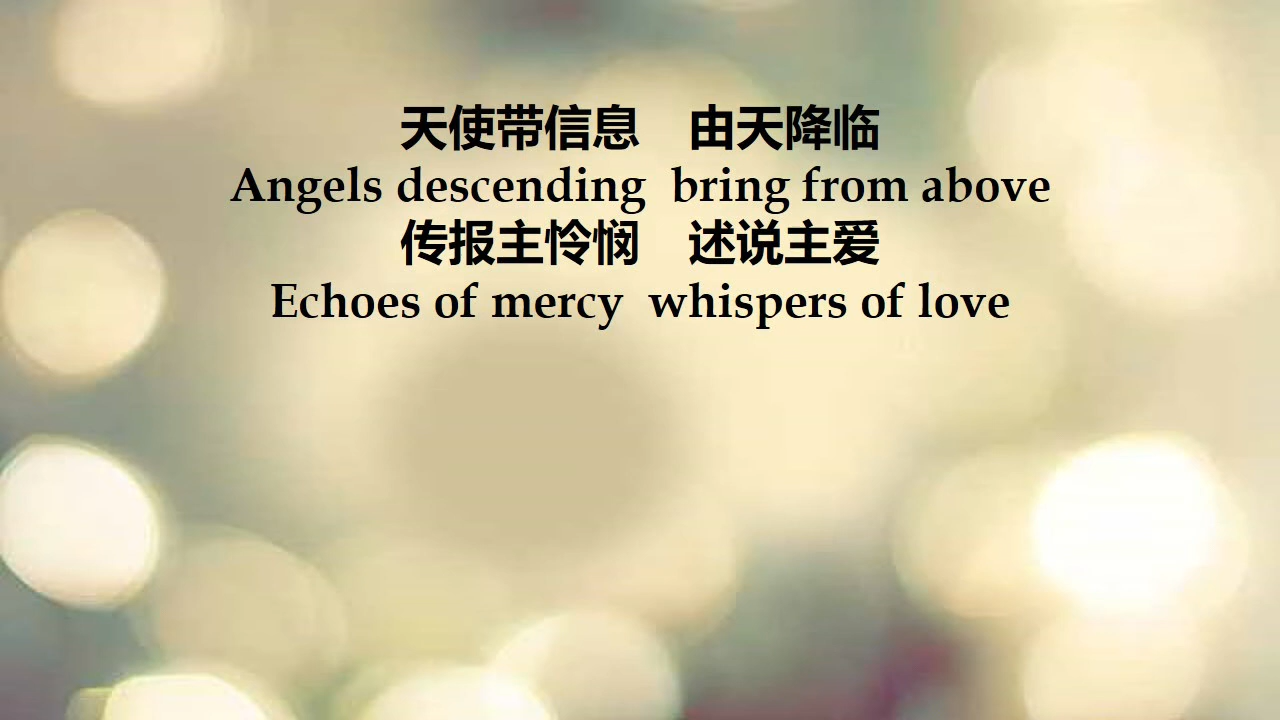 天使带信息　由天降临
Angels descending  bring from above
传报主怜悯　述说主爱
Echoes of mercy  whispers of love